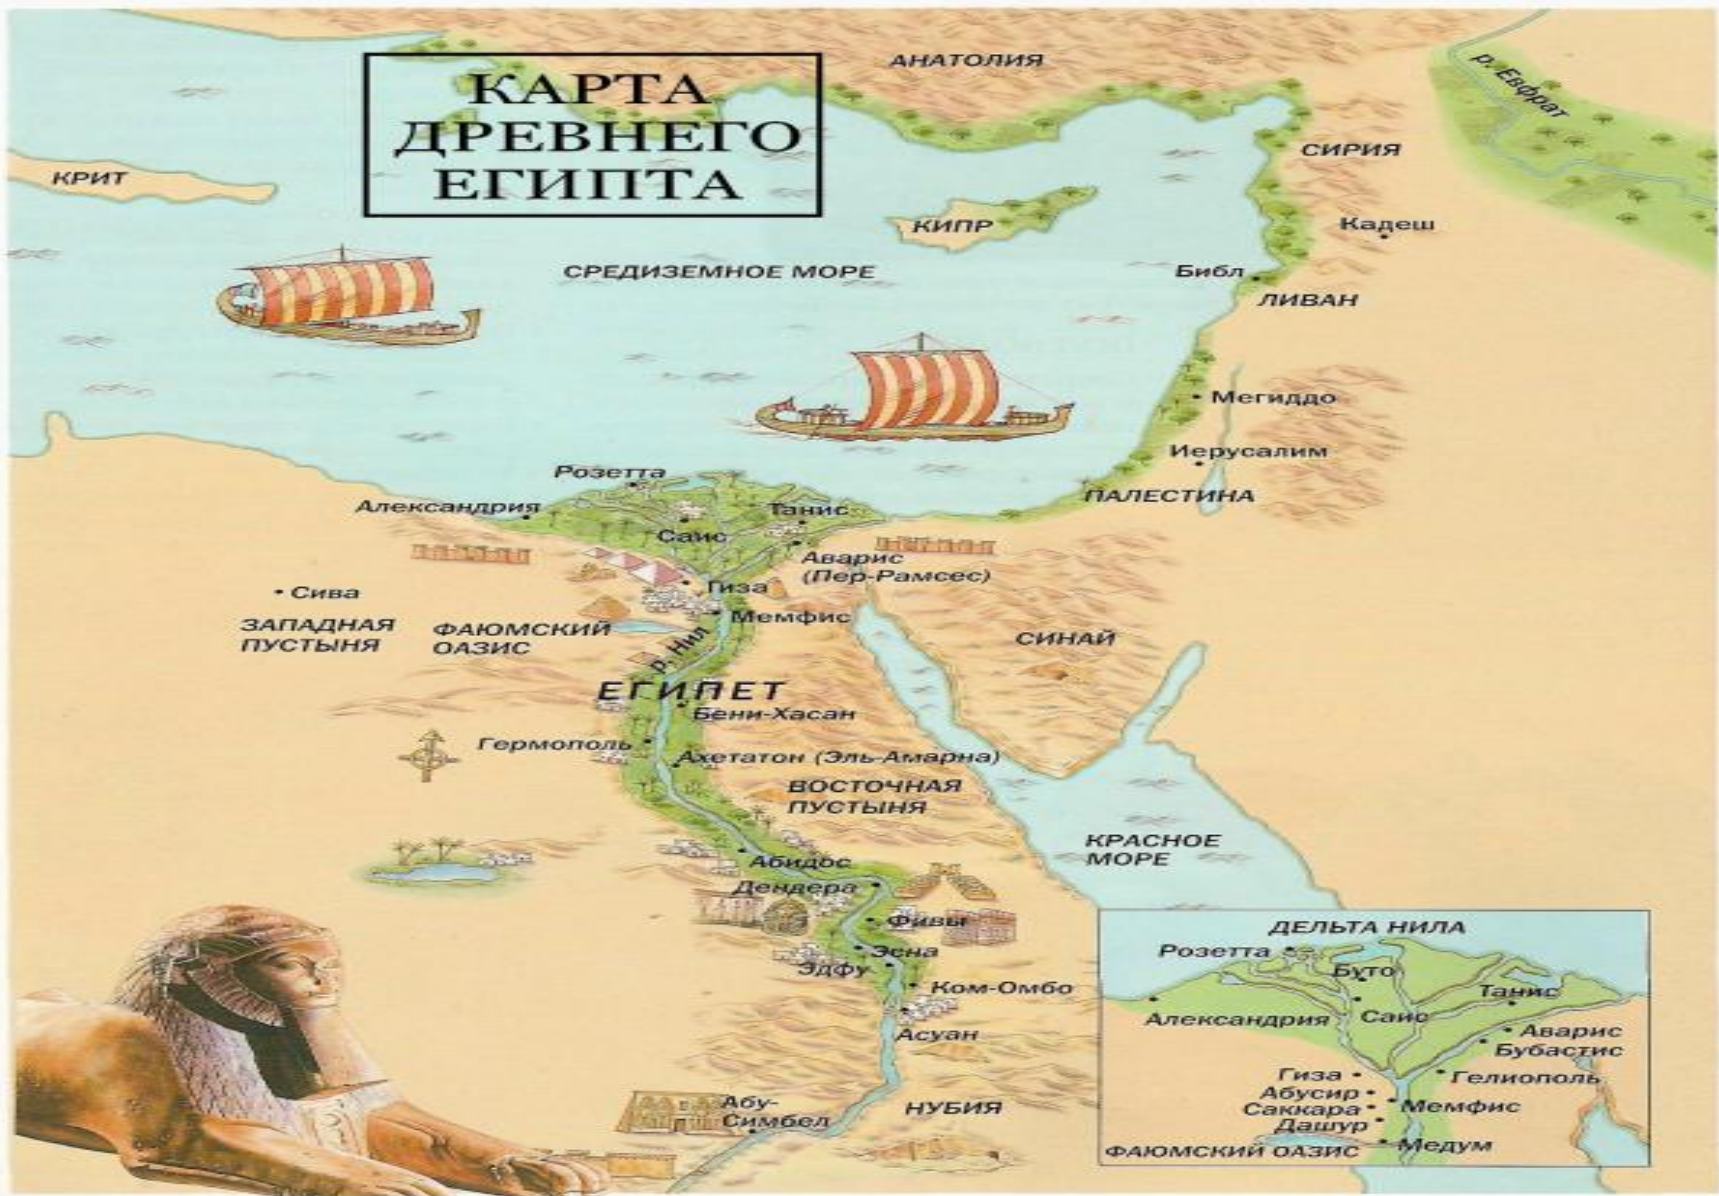 КАРТА
ДРЕВНЕГО
ЕГИПТА
АНАТОЛИЯ
р. Евфрат
СИРИЯ
КРИТ
КИПР
Кадеш
СРЕДИЗЕМНОЕ МОРЕ
Библ
ЛИВАН
Мегиддо
Иерусалим
ПАЛЕСТИНА
Розетта
Александрия
Танис
Саис
Аварис
(Пер-Рамсес)
Сива
Гиза
Мемфис
ЗАПАДНАЯ
ПУСТЫНЯ
ФАЮМСКИЙ
ОАЗИС
р. Нил
СИНАЙ
ЕГИПЕТ
Бени-Хасан
Гермополь
Ахетатон (Эль-Амарна)
ВОСТОЧНАЯ
ПУСТЫНЯ
КРАСНОЕ
МОРЕ
Абидос
Дендера
Фивы
Эсна
Эдфу
Ком-Омбо
Асуан
Абу-
Симбел
НУБИЯ
ДЕЛЬТА НИЛА
Розетта
Буто
Танис
Александрия
Саис
Аварис
Бубастис
Гиза
Гелиополь
Абусир
Саккара
Мемфис
Дашур
ФАЮМСКИЙ ОАЗИС
Медум